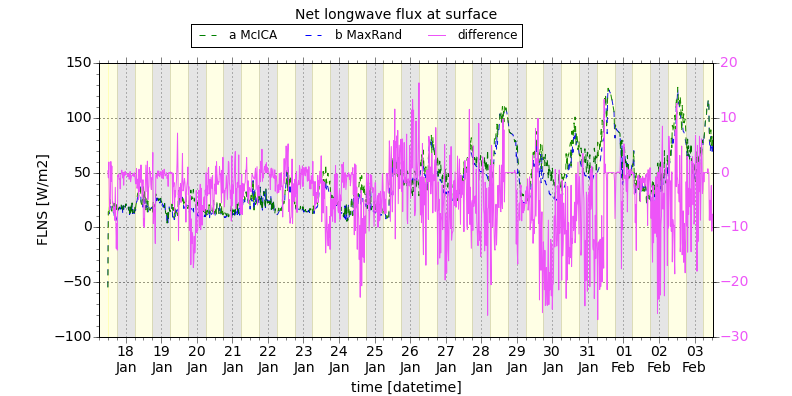 Net longwave flux at surface
a McICA b MaxRand difference
150 20
100 10
50 0
0 −10
−50 −20
−100 −30
FLNS [W/m2]
18 19 20 21 22 23 24 25 26 27 28 29 30 31 01 02 03
Jan Jan Jan Jan Jan Jan Jan Jan Jan Jan Jan Jan Jan Jan Feb Feb Feb
time [datetime]